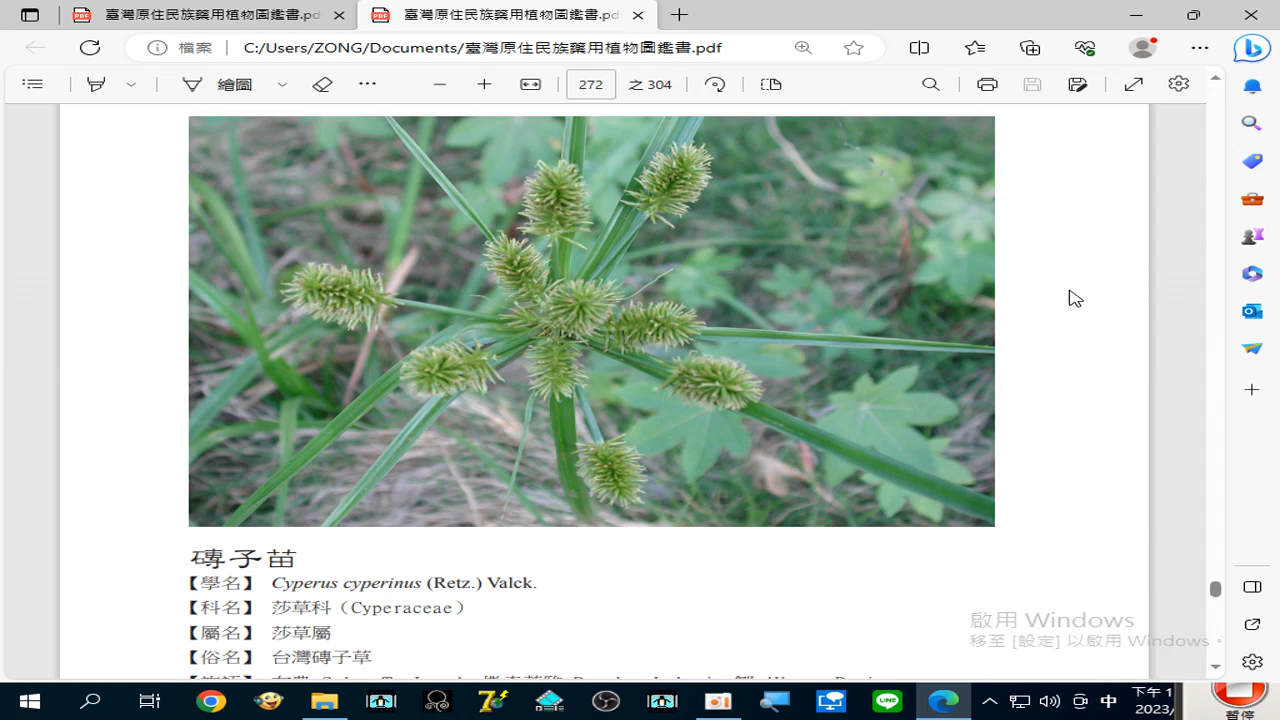 臺灣原住民族藥用植物圖鑑書.pdf
臺灣原住民族藥用植物圖鑑書.pdf
檔案 C:/Users/ZONG/Documents/臺灣原住民族藥用植物圖鑑書.pdf
繪圖 272 之 304
磚子苗
【學名】 Cyperus cyperinus (Retz.) Valck.
【科名】 莎草科（Cyperaceae）
【屬名】 莎草屬
【俗名】 台灣磚子草
啟用 Windows
移至 [設定] 以啟用 Windows。
中 下午 1
2023/
暫停